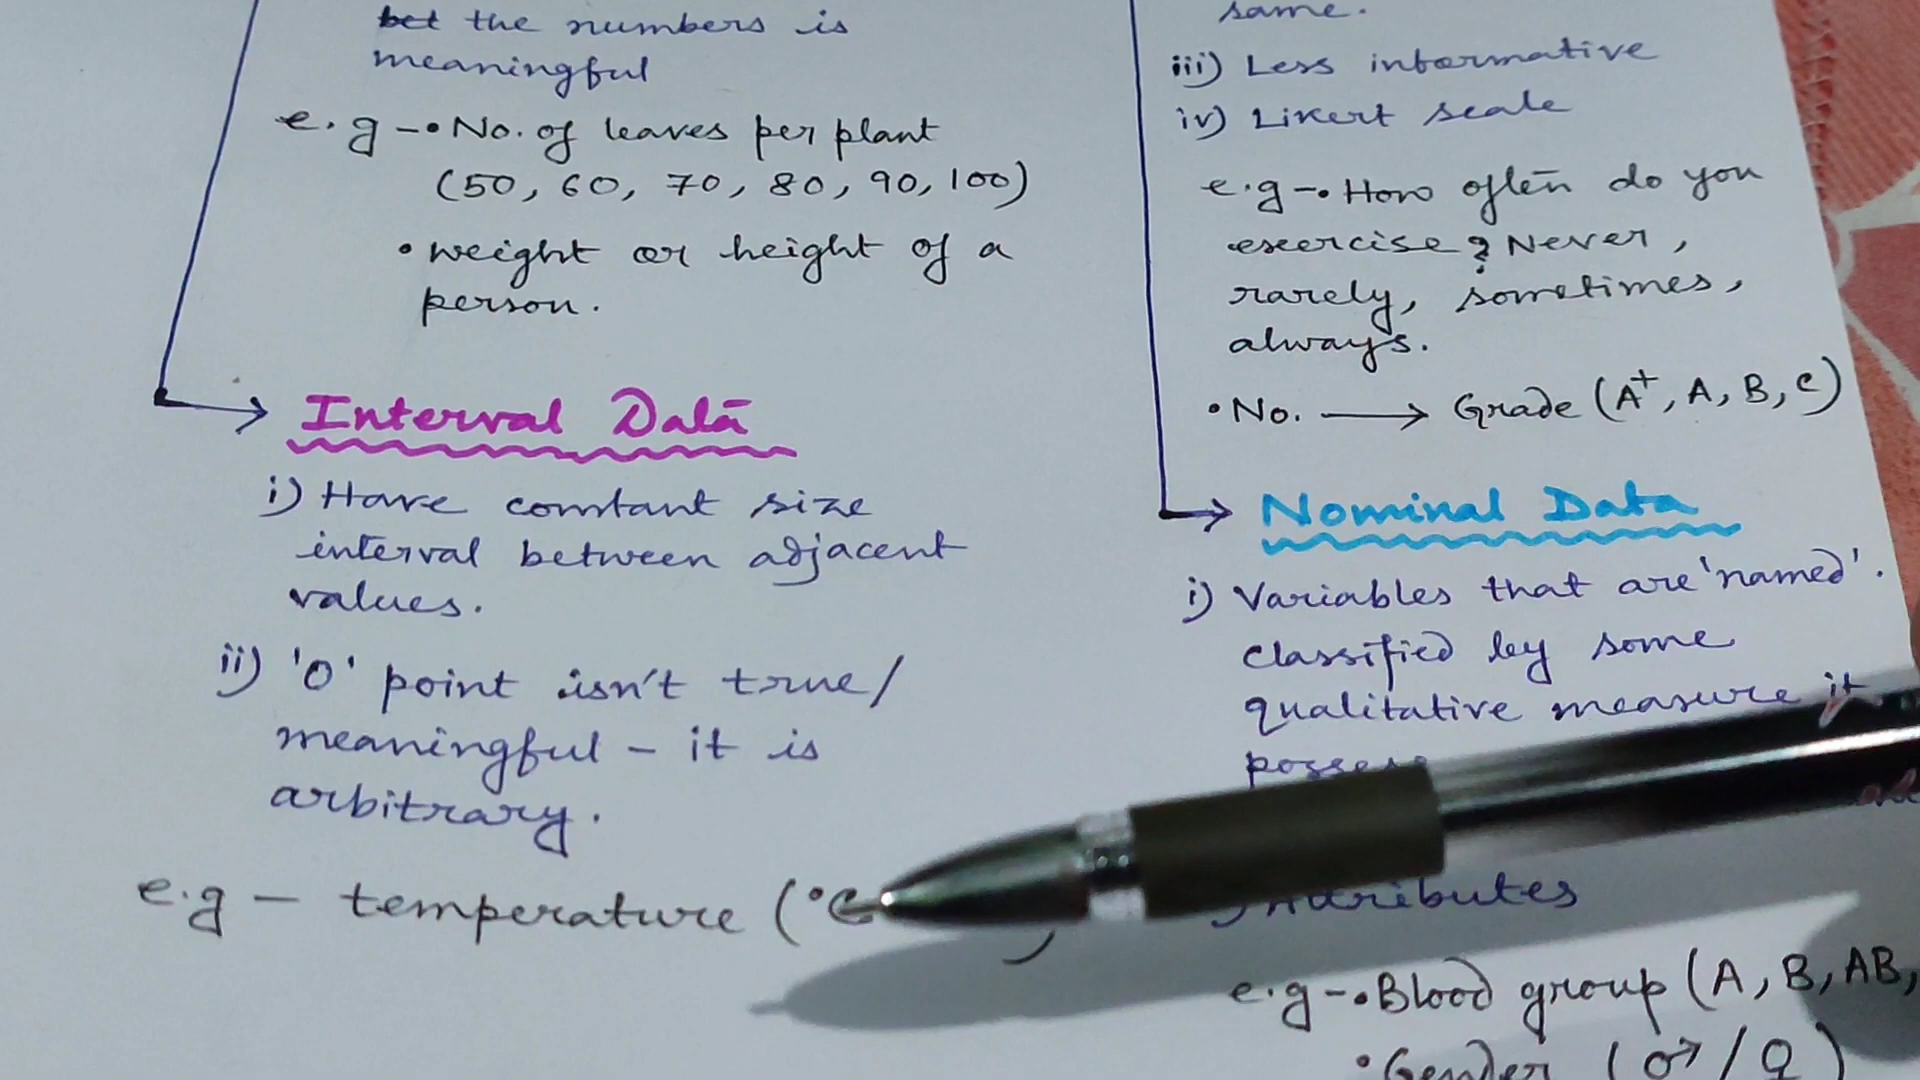 bet the numbers is
meaningful
e.g - • No. of leaves per plant
(50, 60, 70, 80, 90, 100)
• weight or height of a
person.
Interval Data
i) Have constant size
interval between adjacent
values.
ii) '0' point isn't true/
meaningful - it is
arbitrary.
e.g - temperature (°C
same.
iii) Less informative
iv) Likert scale
e.g - • How often do you
exercise? Never,
rarely, sometimes,
always.
• No. → Grade (A+, A, B, C)
Nominal Data
i) Variables that are 'named'.
classified by some
qualitative measure it
possess
Attributes
e.g - • Blood group (A, B, AB,
• Gender (♂/♀)